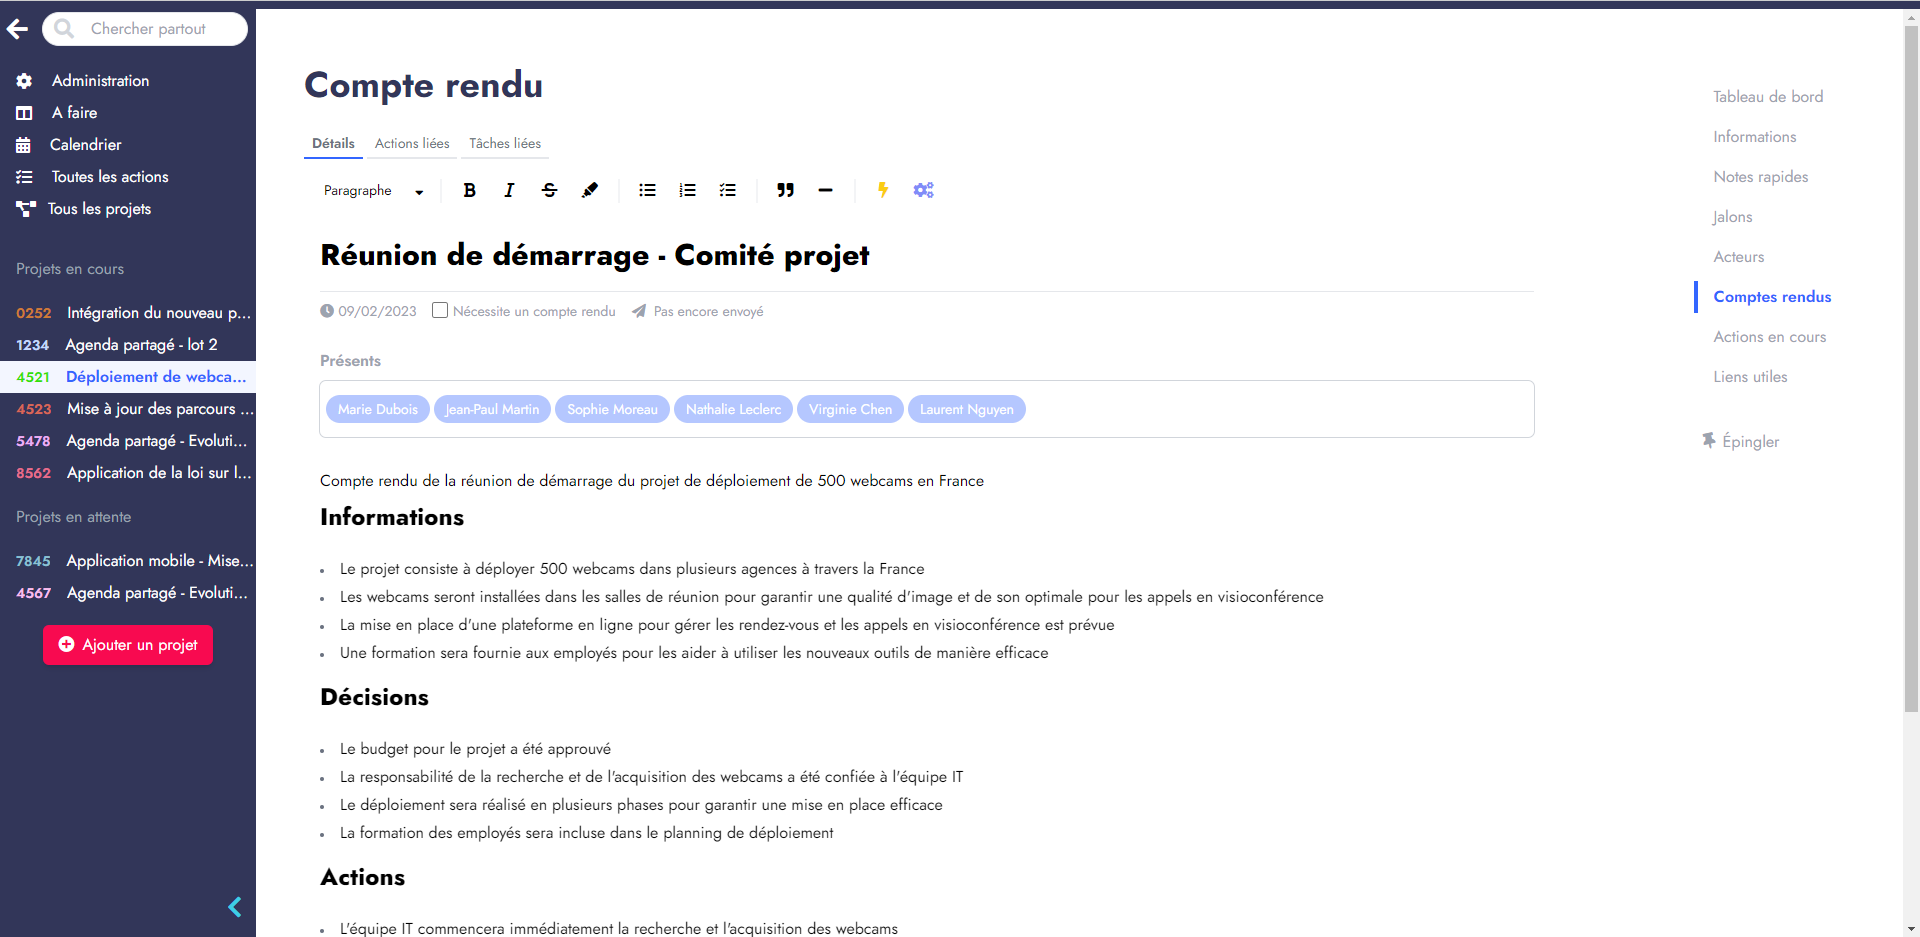 Chercher partout
Administration
A faire
Calendrier
Toutes les actions
Tous les projets
Projets en cours
0252 Intégration du nouveau p...
1234 Agenda partagé - lot 2
4521 Déploiement de webca...
4523 Mise à jour des parcours ...
5478 Agenda partagé - Evoluti...
8562 Application de la loi sur l...
Projets en attente
7845 Application mobile - Mise...
4567 Agenda partagé - Evoluti...
Ajouter un projet
Compte rendu
Détails Actions liées Tâches liées
Paragraphe
Réunion de démarrage - Comité projet
09/02/2023 Nécessite un compte rendu Pas encore envoyé
Présents
Marie Dubois Jean-Paul Martin Sophie Moreau Nathalie Leclerc Virginie Chen Laurent Nguyen
Compte rendu de la réunion de démarrage du projet de déploiement de 500 webcams en France
Informations
• Le projet consiste à déployer 500 webcams dans plusieurs agences à travers la France
• Les webcams seront installées dans les salles de réunion pour garantir une qualité d'image et de son optimale pour les appels en visioconférence
• La mise en place d'une plateforme en ligne pour gérer les rendez-vous et les appels en visioconférence est prévue
• Une formation sera fournie aux employés pour les aider à utiliser les nouveaux outils de manière efficace
Décisions
• Le budget pour le projet a été approuvé
• La responsabilité de la recherche et de l'acquisition des webcams a été confiée à l'équipe IT
• Le déploiement sera réalisé en plusieurs phases pour garantir une mise en place efficace
• La formation des employés sera incluse dans le planning de déploiement
Actions
• L'équipe IT commencera immédiatement la recherche et l'acquisition des webcams
Tableau de bord
Informations
Notes rapides
Jalons
Acteurs
Comptes rendus
Actions en cours
Liens utiles
Épingler